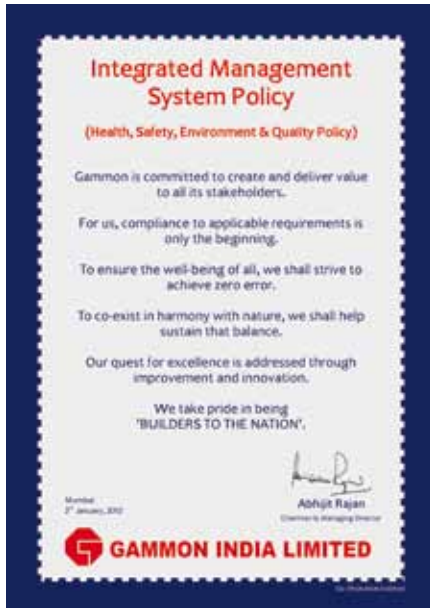 Integrated Management
System Policy
(Health, Safety, Environment & Quality Policy)
Gammon is committed to create and deliver value
to all its stakeholders.
For us, compliance to applicable requirements is
only the beginning.
To ensure the well-being of all, we shall strive to
achieve zero error.
To co-exist in harmony with nature, we shall help
sustain that balance.
Our quest for excellence is addressed through
improvement and innovation.
We take pride in being
'BUILDERS TO THE NATION'.
Abhijit Rajan
Chairman & Managing Director
Mumbai
GAMMON INDIA LIMITED